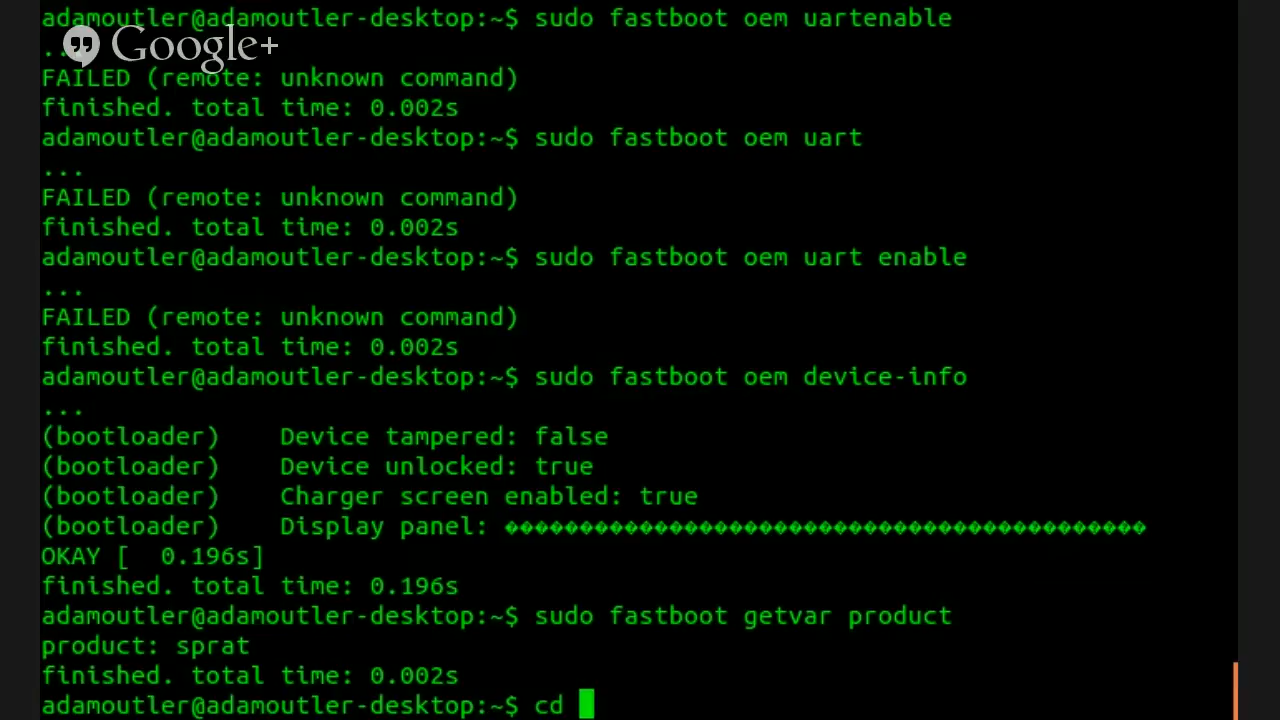 adamoutler@adamoutler-desktop:~$ sudo fastboot oem uartenable
...
Google+
FAILED (remote: unknown command)
finished. total time: 0.002s
adamoutler@adamoutler-desktop:~$ sudo fastboot oem uart
...
FAILED (remote: unknown command)
finished. total time: 0.002s
adamoutler@adamoutler-desktop:~$ sudo fastboot oem uart enable
...
FAILED (remote: unknown command)
finished. total time: 0.002s
adamoutler@adamoutler-desktop:~$ sudo fastboot oem device-info
...
(bootloader)    Device tampered: false
(bootloader)    Device unlocked: true
(bootloader)    Charger screen enabled: true
(bootloader)    Display panel: �������������������������������������������
OKAY [  0.196s]
finished. total time: 0.196s
adamoutler@adamoutler-desktop:~$ sudo fastboot getvar product
product: sprat
finished. total time: 0.002s
adamoutler@adamoutler-desktop:~$ cd